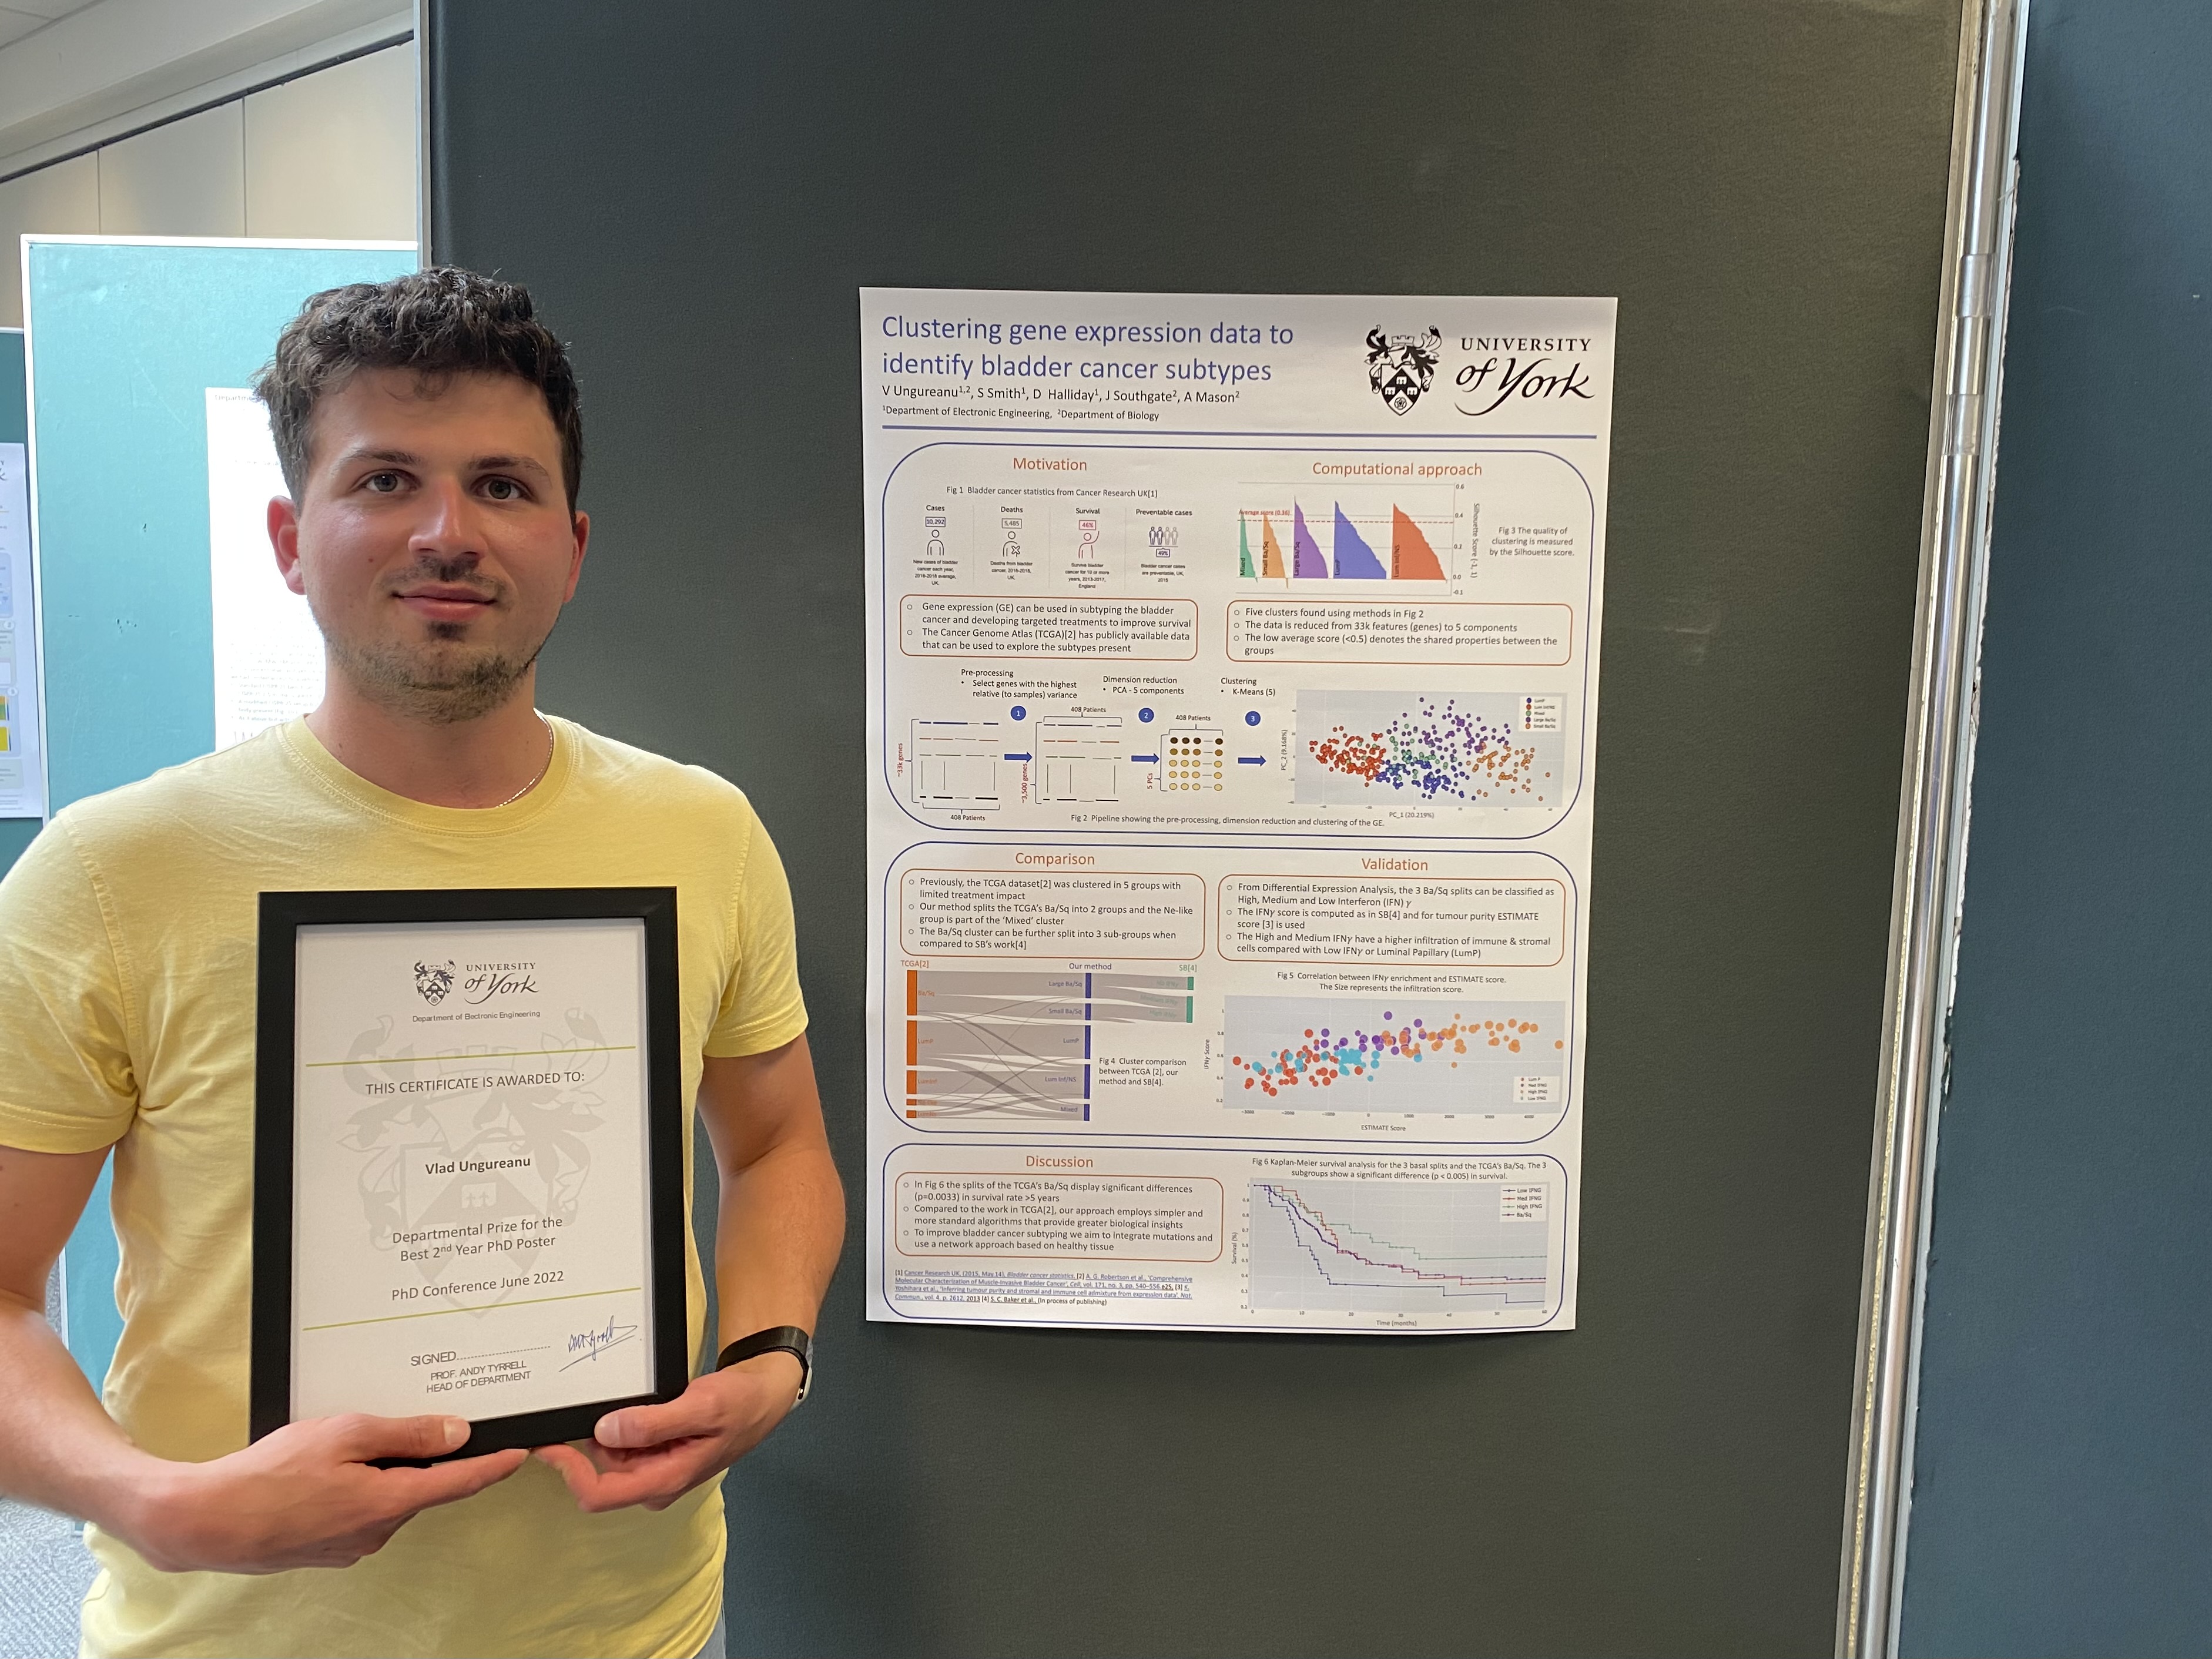 UNIVERSITY
of York
Department of Electronic Engineering
THIS CERTIFICATE IS AWARDED TO:
Vlad Ungureanu
Departmental Prize for the
Best 2nd Year PhD Poster
PhD Conference June 2022
SIGNED
PROF. ANDY TYRRELL
HEAD OF DEPARTMENT
Clustering gene expression data to
identify bladder cancer subtypes
V Ungureanu1,2, S Smith1, D Halliday1, J Southgate2, A Mason2
1Department of Electronic Engineering, 2Department of Biology
UNIVERSITY
of York
Motivation
Fig 1 Bladder cancer statistics from Cancer Research UK[1]
Cases
10,292
New cases of bladder
cancer each year,
2016-2018 average,
UK.
Deaths
5,485
Deaths from bladder
cancer, 2016-2018,
UK.
Survival
46%
Survive bladder
cancer for 10 or more
years, 2013-2017,
England
Preventable cases
49%
Bladder cancer cases
are preventable, UK,
2015
○ Gene expression (GE) can be used in subtyping the bladder
cancer and developing targeted treatments to improve survival
○ The Cancer Genome Atlas (TCGA)[2] has publicly available data
that can be used to explore the subtypes present
Computational approach
Average score (0.36)
Mixed
Small Ba/Sq
Large Ba/Sq
LumP
Lum Inf/NS
0.6
0.4
0.2
0.0
-0.1
Silhouette Score (-1, 1)
Fig 3 The quality of
clustering is measured
by the Silhouette score.
○ Five clusters found using methods in Fig 2
○ The data is reduced from 33k features (genes) to 5 components
○ The low average score (<0.5) denotes the shared properties between the
groups
Pre-processing
• Select genes with the highest
relative (to samples) variance
Dimension reduction
• PCA - 5 components
Clustering
• K-Means (5)
1
2
3
~33k genes
408 Patients
~3,500 genes
408 Patients
5 PCs
408 Patients
PC_2 (9.168%)
PC_1 (20.219%)
LumP
Lum Inf/NS
Mixed
Large Ba/Sq
Small Ba/Sq
Fig 2 Pipeline showing the pre-processing, dimension reduction and clustering of the GE.
Comparison
○ Previously, the TCGA dataset[2] was clustered in 5 groups with
limited treatment impact
○ Our method splits the TCGA's Ba/Sq into 2 groups and the Ne-like
group is part of the 'Mixed' cluster
○ The Ba/Sq cluster can be further split into 3 sub-groups when
compared to SB's work[4]
TCGA[2]
Our method
SB[4]
Ba/Sq
LumP
LumInf
Large Ba/Sq
Small Ba/Sq
LumP
Lum Inf/NS
Mixed
Fig 4 Cluster comparison
between TCGA [2], our
method and SB[4].
Validation
○ From Differential Expression Analysis, the 3 Ba/Sq splits can be classified as
High, Medium and Low Interferon (IFN) γ
○ The IFNγ score is computed as in SB[4] and for tumour purity ESTIMATE
score [3] is used
○ The High and Medium IFNγ have a higher infiltration of immune & stromal
cells compared with Low IFNγ or Luminal Papillary (LumP)
Fig 5 Correlation between IFNγ enrichment and ESTIMATE score.
The Size represents the infiltration score.
IFNγ Score
ESTIMATE Score
Lum P
Med IFNG
High IFNG
Low IFNG
Discussion
○ In Fig 6 the splits of the TCGA's Ba/Sq display significant differences
(p=0.0033) in survival rate >5 years
○ Compared to the work in TCGA[2], our approach employs simpler and
more standard algorithms that provide greater biological insights
○ To improve bladder cancer subtyping we aim to integrate mutations and
use a network approach based on healthy tissue
[1] Cancer Research UK. (2015, May 14). Bladder cancer statistics, [2] A. G. Robertson et al., 'Comprehensive
Molecular Characterization of Muscle-Invasive Bladder Cancer', Cell, vol. 171, no. 3, pp. 540–556.e25, [3] K.
Yoshihara et al., 'Inferring tumour purity and stromal and immune cell admixture from expression data', Nat.
Commun., vol. 4, p. 2612, 2013 [4] S. C. Baker et al., (In process of publishing)
Fig 6 Kaplan-Meier survival analysis for the 3 basal splits and the TCGA's Ba/Sq. The 3
subgroups show a significant difference (p < 0.005) in survival.
Survival (%)
Time (months)
Low IFNG
Med IFNG
High IFNG
Ba/Sq